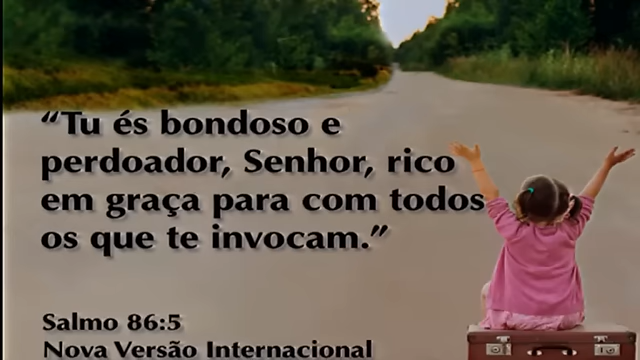 “Tu és bondoso e
perdoador, Senhor, rico
em graça para com todos
os que te invocam.”
Salmo 86:5
Nova Versão Internacional